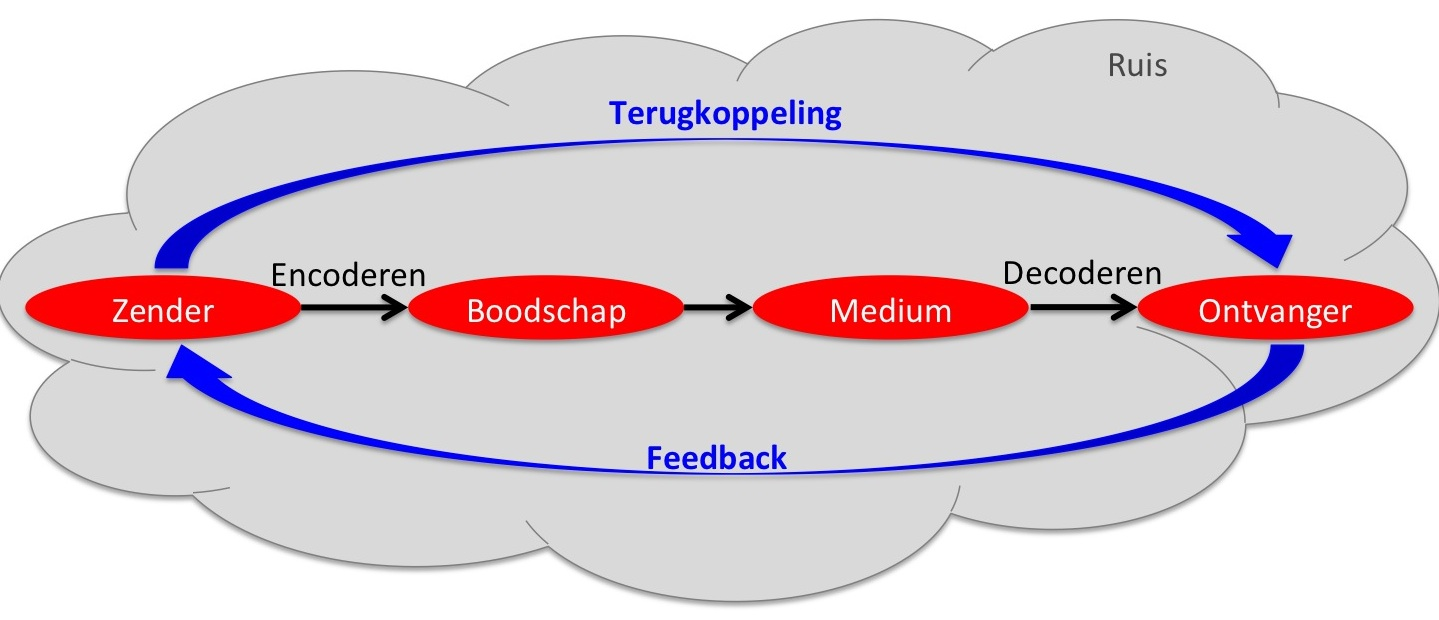 Ruis
Terugkoppeling
Encoderen
Decoderen
Zender
Boodschap
Medium
Ontvanger
Feedback